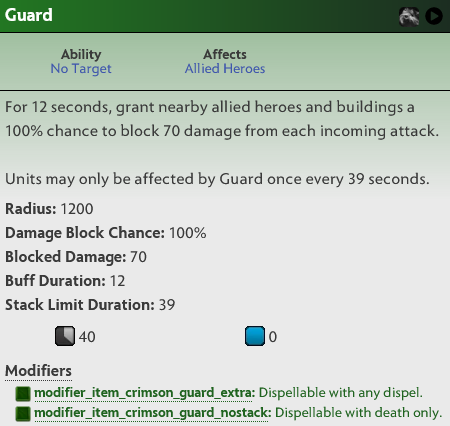 Guard
Ability
No Target
Affects
Allied Heroes
For 12 seconds, grant nearby allied heroes and buildings a
100% chance to block 70 damage from each incoming attack.
Units may only be affected by Guard once every 39 seconds.
Radius: 1200
Damage Block Chance: 100%
Blocked Damage: 70
Buff Duration: 12
Stack Limit Duration: 39
40 0
Modifiers
modifier_item_crimson_guard_extra: Dispellable with any dispel.
modifier_item_crimson_guard_nostack: Dispellable with death only.